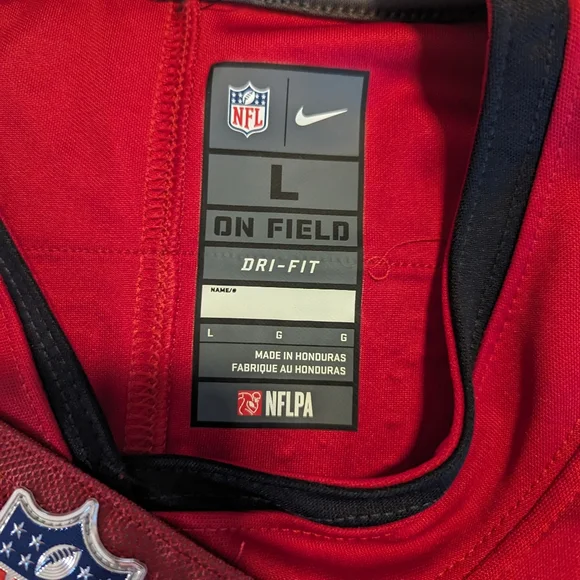 NFL
L
ON FIELD
DRI-FIT
NAME/#
L G G
MADE IN HONDURAS
FABRIQUE AU HONDURAS
NFLPA